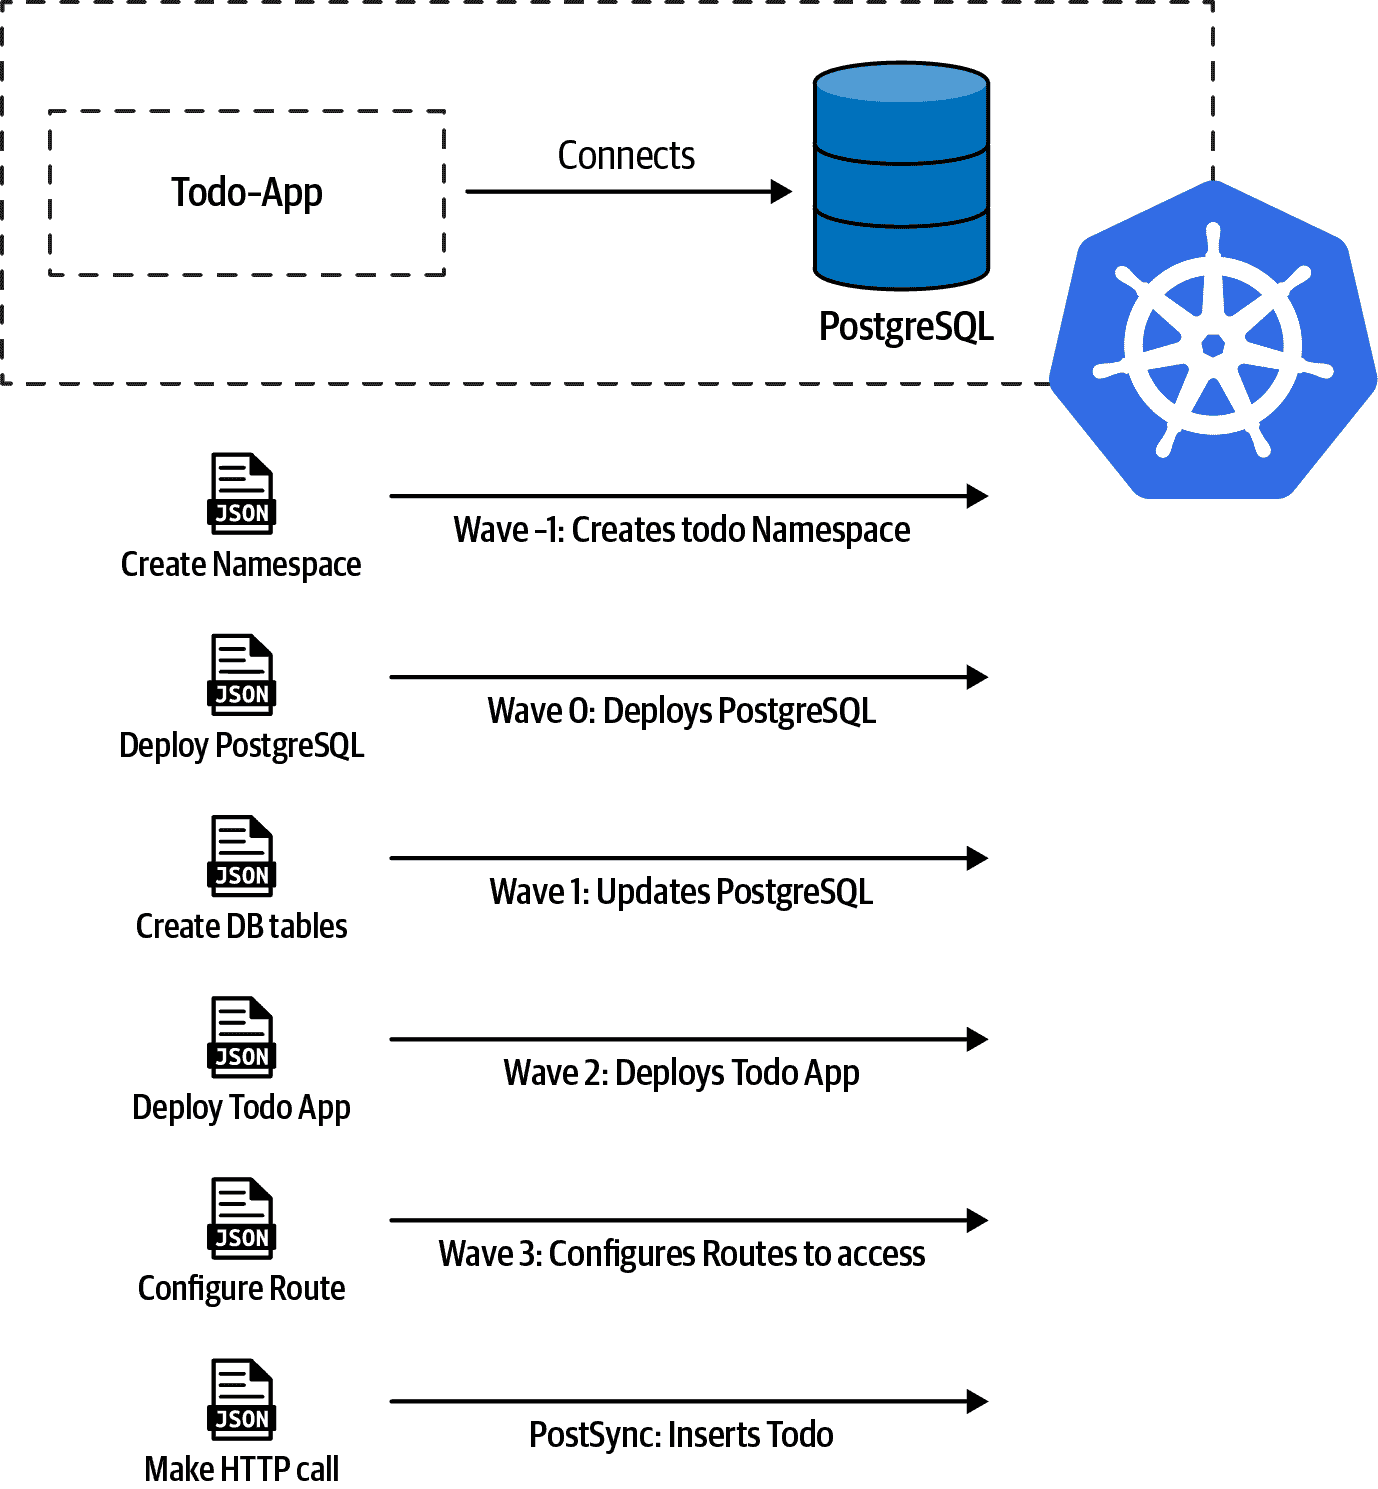 Todo-App
Connects
PostgreSQL
JSON
Create Namespace
Wave -1: Creates todo Namespace
JSON
Deploy PostgreSQL
Wave 0: Deploys PostgreSQL
JSON
Create DB tables
Wave 1: Updates PostgreSQL
JSON
Deploy Todo App
Wave 2: Deploys Todo App
JSON
Configure Route
Wave 3: Configures Routes to access
JSON
Make HTTP call
PostSync: Inserts Todo